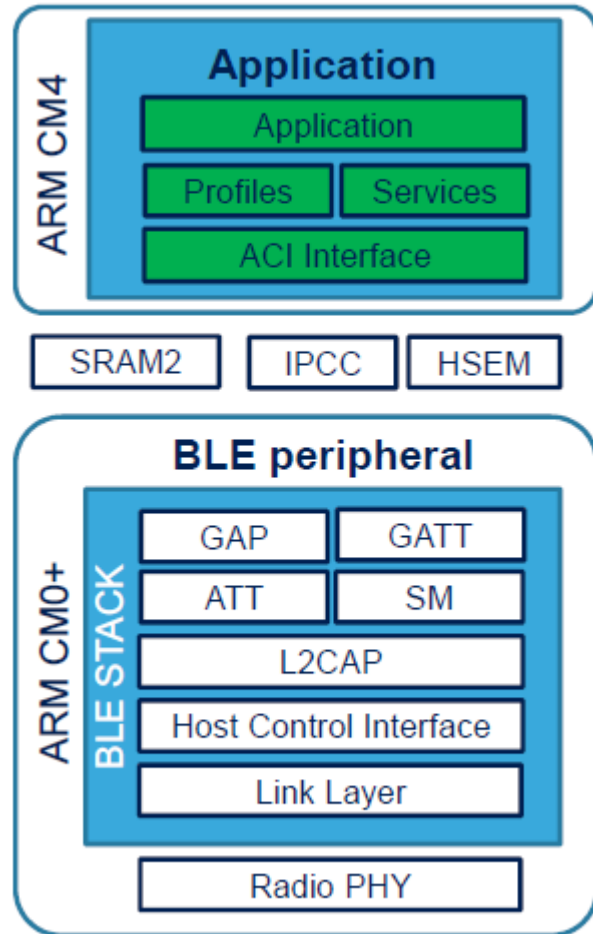 ARM CM4
Application
Application
Profiles Services
ACI Interface
SRAM2 IPCC HSEM
BLE peripheral
ARM CM0+
BLE STACK
GAP GATT
ATT SM
L2CAP
Host Control Interface
Link Layer
Radio PHY